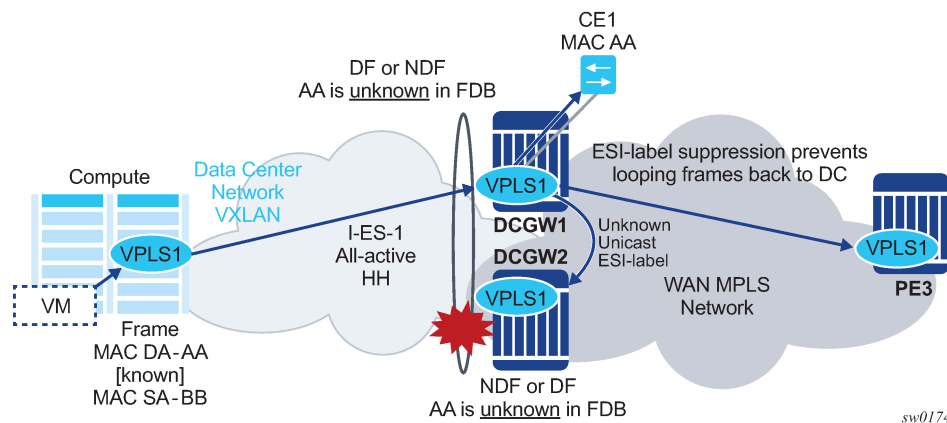 CE1
MAC AA
DF or NDF
AA is unknown in FDB
ESI-label suppression prevents
looping frames back to DC
Data Center
Network
VXLAN
Compute
VPLS1
VPLS1
I-ES-1
All-active
HH
DCGW1
DCGW2
Unknown
Unicast
ESI-label
VPLS1
PE3
VPLS1
WAN MPLS
Network
VM
Frame
MAC DA-AA
[known]
MAC SA-BB
NDF or DF
AA is unknown in FDB
sw0174